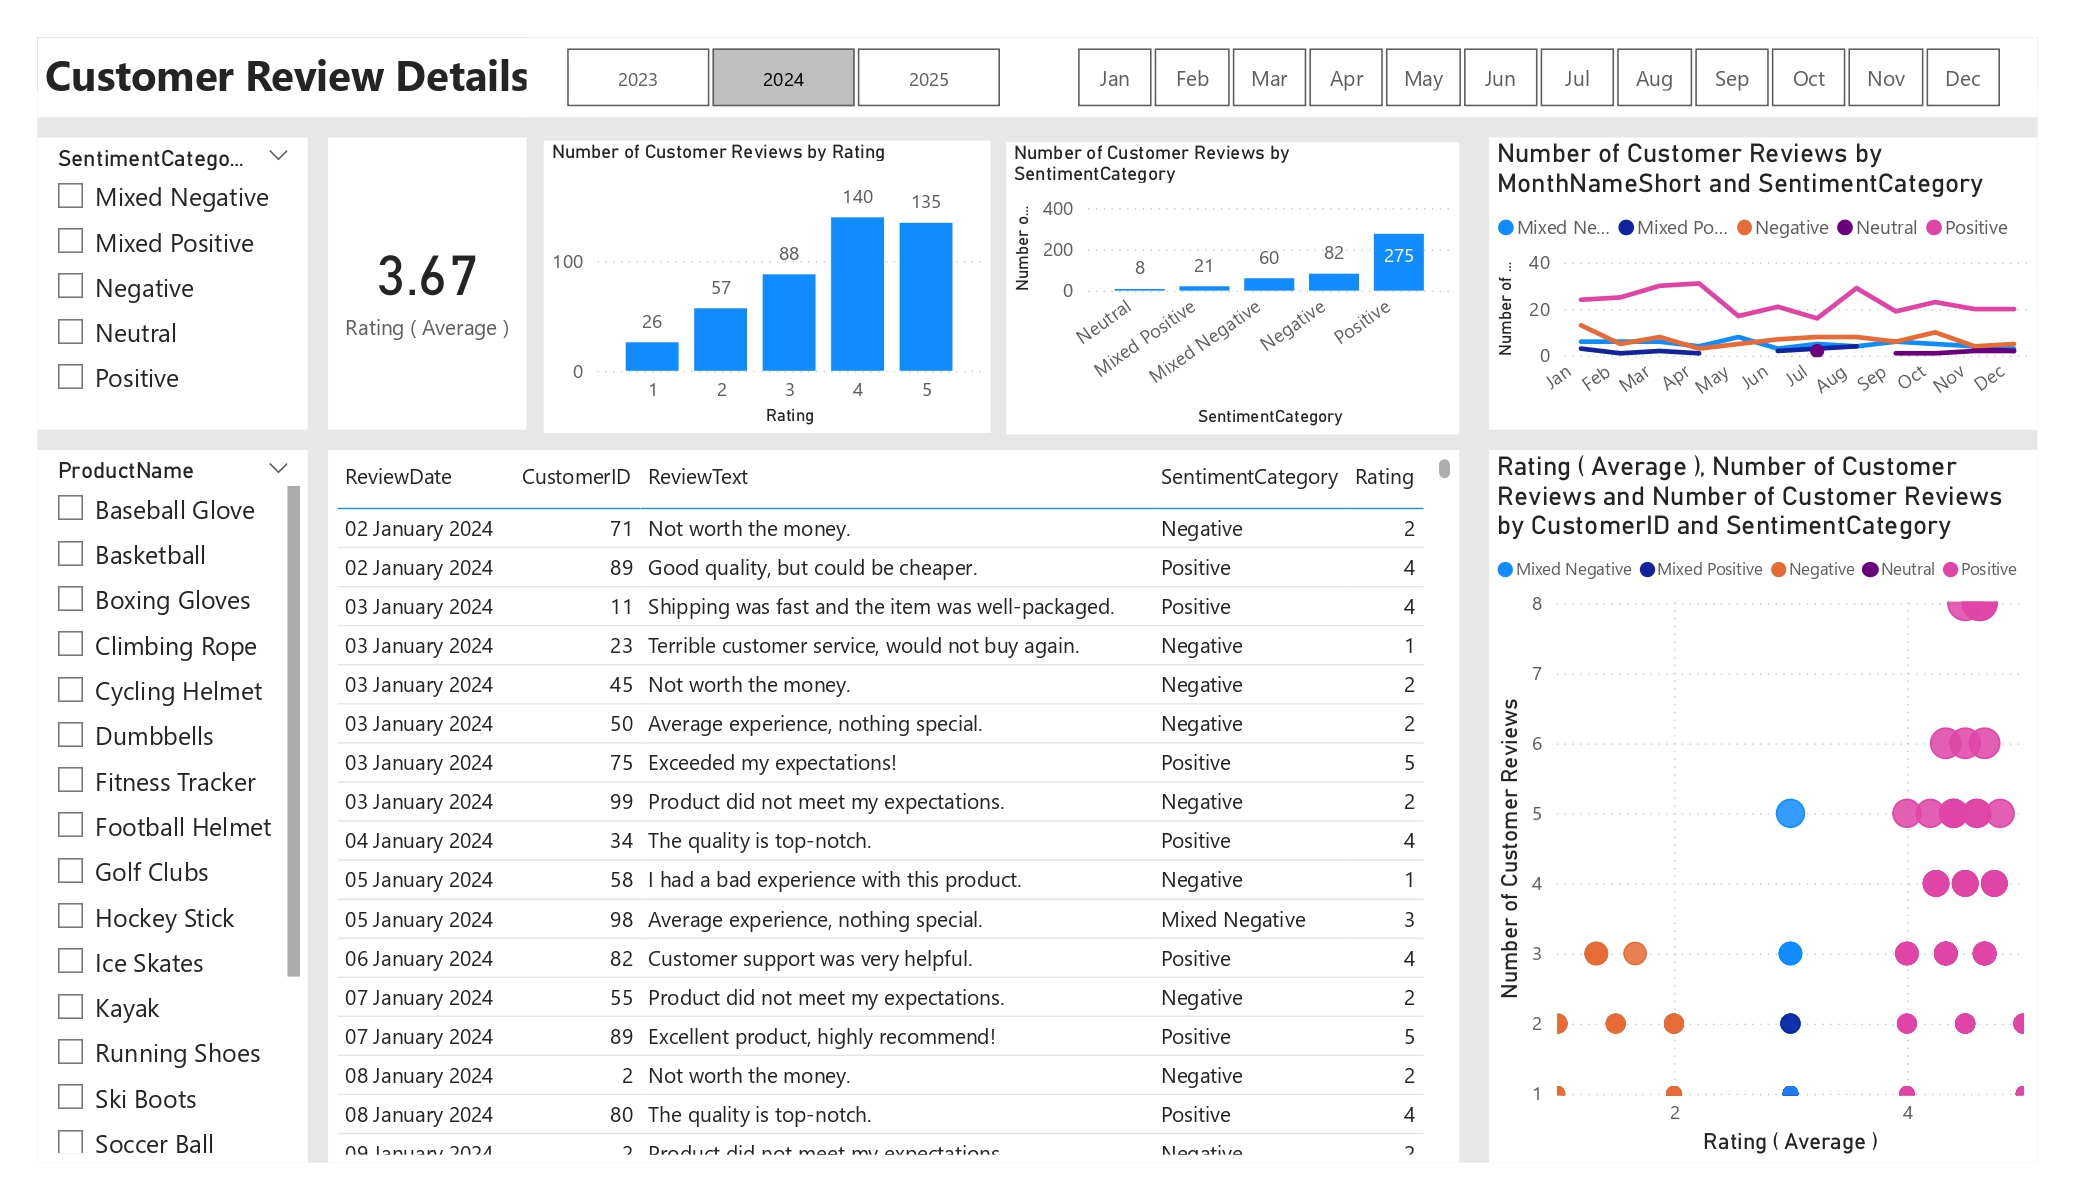 Customer Review Details
2023 2024 2025
Jan Feb Mar Apr May Jun Jul Aug Sep Oct Nov Dec
SentimentCatego...
Mixed Negative
Mixed Positive
Negative
Neutral
Positive
3.67
Rating ( Average )
Number of Customer Reviews by Rating
140
135
88
57
26
100
0
1 2 3 4 5
Rating
Number of Customer Reviews by
SentimentCategory
Number o...
400
200
0
8 21 60 82 275
Neutral
Mixed Positive
Mixed Negative
Negative
Positive
SentimentCategory
Number of Customer Reviews by
MonthNameShort and SentimentCategory
Mixed Ne... Mixed Po... Negative Neutral Positive
Number of ...
40
20
0
Jan Feb Mar Apr May Jun Jul Aug Sep Oct Nov Dec
ProductName
Baseball Glove
Basketball
Boxing Gloves
Climbing Rope
Cycling Helmet
Dumbbells
Fitness Tracker
Football Helmet
Golf Clubs
Hockey Stick
Ice Skates
Kayak
Running Shoes
Ski Boots
Soccer Ball
ReviewDate CustomerID ReviewText SentimentCategory Rating
02 January 2024 71 Not worth the money. Negative 2
02 January 2024 89 Good quality, but could be cheaper. Positive 4
03 January 2024 11 Shipping was fast and the item was well-packaged. Positive 4
03 January 2024 23 Terrible customer service, would not buy again. Negative 1
03 January 2024 45 Not worth the money. Negative 2
03 January 2024 50 Average experience, nothing special. Negative 2
03 January 2024 75 Exceeded my expectations! Positive 5
03 January 2024 99 Product did not meet my expectations. Negative 2
04 January 2024 34 The quality is top-notch. Positive 4
05 January 2024 58 I had a bad experience with this product. Negative 1
05 January 2024 98 Average experience, nothing special. Mixed Negative 3
06 January 2024 82 Customer support was very helpful. Positive 4
07 January 2024 55 Product did not meet my expectations. Negative 2
07 January 2024 89 Excellent product, highly recommend! Positive 5
08 January 2024 2 Not worth the money. Negative 2
08 January 2024 80 The quality is top-notch. Positive 4
09 January 2024 2 Product did not meet my expectations. Negative 2
Rating ( Average ), Number of Customer
Reviews and Number of Customer Reviews
by CustomerID and SentimentCategory
Mixed Negative Mixed Positive Negative Neutral Positive
Number of Customer Reviews
8
7
6
5
4
3
2
1
2 4
Rating ( Average )